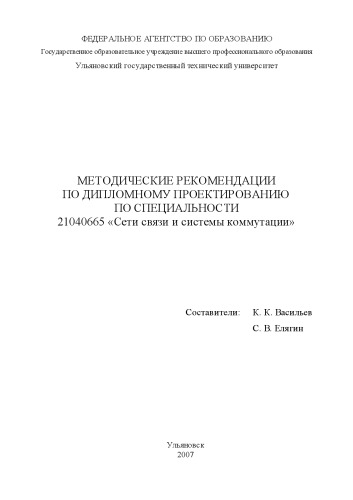 ФЕДЕРАЛЬНОЕ АГЕНТСТВО ПО ОБРАЗОВАНИЮ
Государственное образовательное учреждение высшего профессионального образования
Ульяновский государственный технический университет
МЕТОДИЧЕСКИЕ РЕКОМЕНДАЦИИ
ПО ДИПЛОМНОМУ ПРОЕКТИРОВАНИЮ
ПО СПЕЦИАЛЬНОСТИ
21040665 «Сети связи и системы коммутации»
Составители: К. К. Васильев
С. В. Елягин
Ульяновск
2007